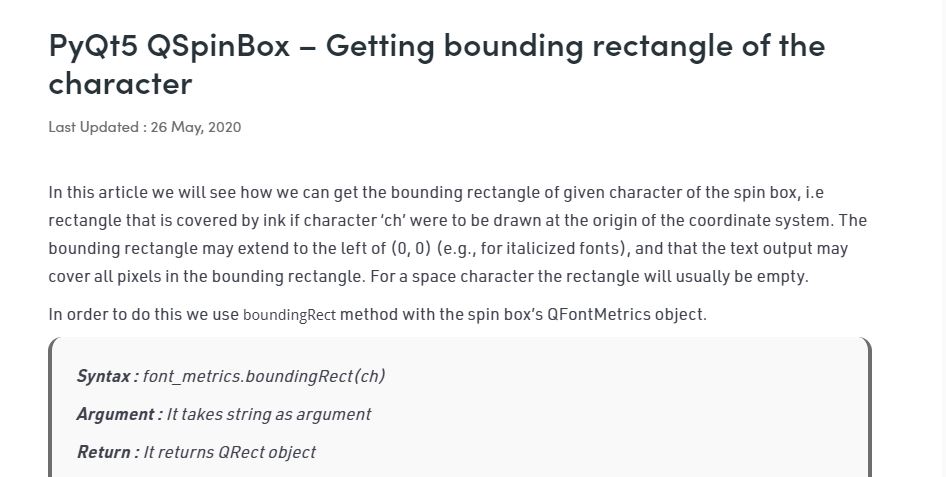 PyQt5 QSpinBox – Getting bounding rectangle of the
character
Last Updated : 26 May, 2020
In this article we will see how we can get the bounding rectangle of given character of the spin box, i.e
rectangle that is covered by ink if character ‘ch’ were to be drawn at the origin of the coordinate system. The
bounding rectangle may extend to the left of (0, 0) (e.g., for italicized fonts), and that the text output may
cover all pixels in the bounding rectangle. For a space character the rectangle will usually be empty.
In order to do this we use boundingRect method with the spin box’s QFontMetrics object.
Syntax : font_metrics.boundingRect(ch)
Argument : It takes string as argument
Return : It returns QRect object